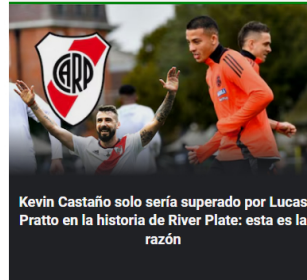 CARP
Kevin Castaño solo sería superado por Lucas
Pratto en la historia de River Plate: esta es la
razón